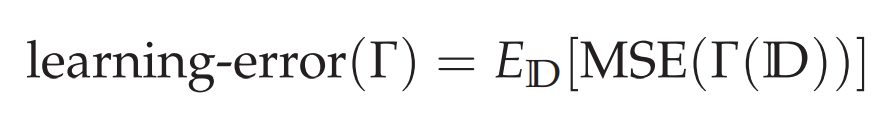 learning-error(Γ) = E𝔻[MSE(Γ(𝔻))]